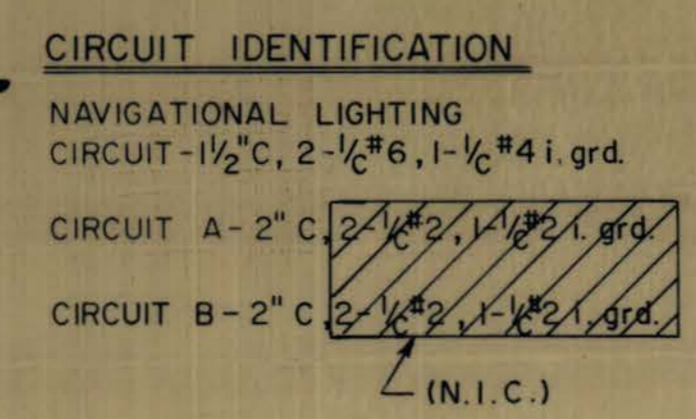 CIRCUIT IDENTIFICATION
NAVIGATIONAL LIGHTING
CIRCUIT-1½"C, 2-1/C#6, 1-1/C#4 i. grd.
CIRCUIT A-2" C, 2-1/C#2, 1-1/C#2 i. grd.
CIRCUIT B-2" C, 2-1/C#2, 1-1/C#2 i. grd.
(N.I.C.)